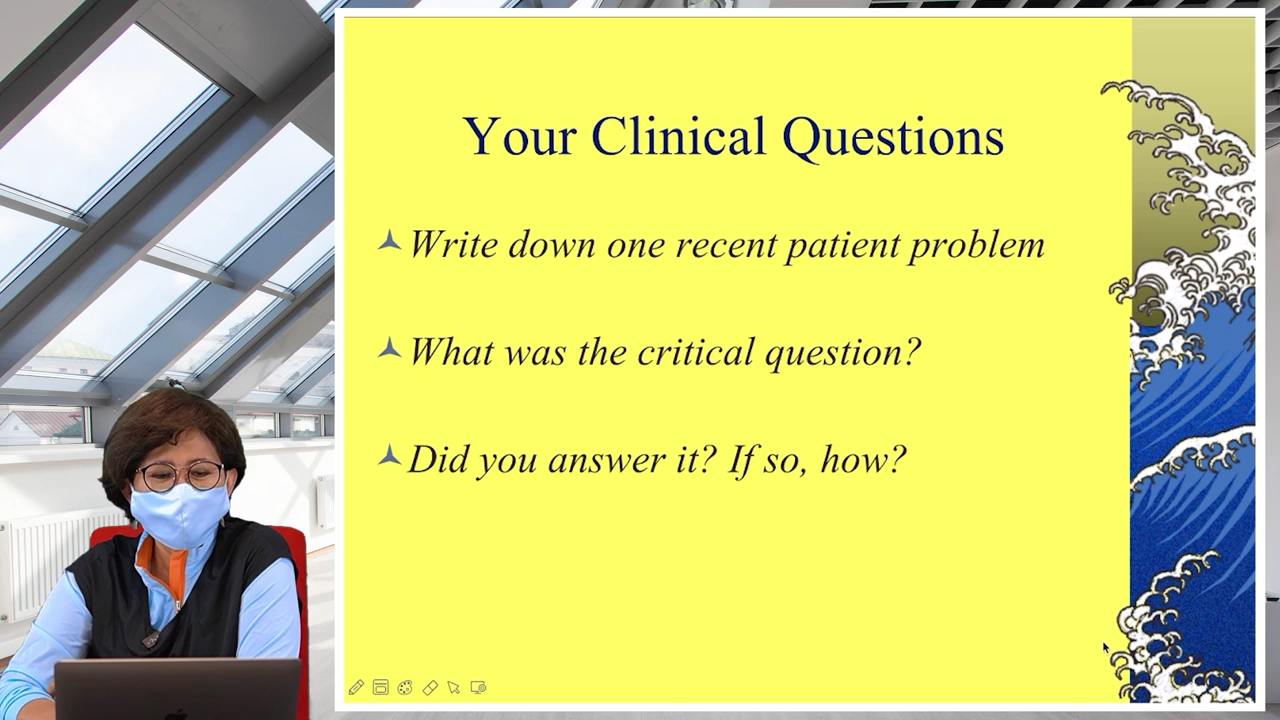 Your Clinical Questions
Write down one recent patient problem
What was the critical question?
Did you answer it? If so, how?